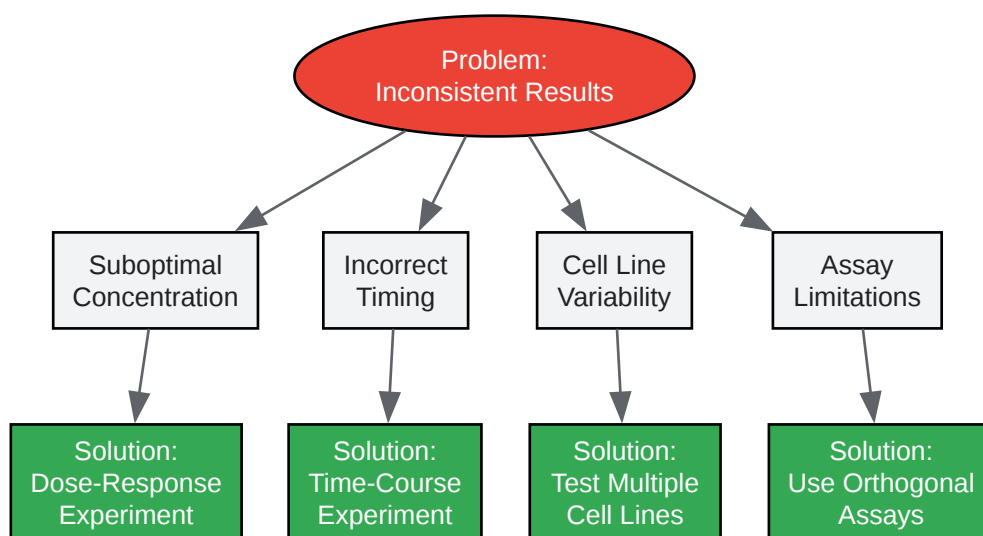 Problem:
Inconsistent Results
Suboptimal
Concentration
Incorrect
Timing
Cell Line
Variability
Assay
Limitations
Solution:
Dose-Response
Experiment
Solution:
Time-Course
Experiment
Solution:
Test Multiple
Cell Lines
Solution:
Use Orthogonal
Assays